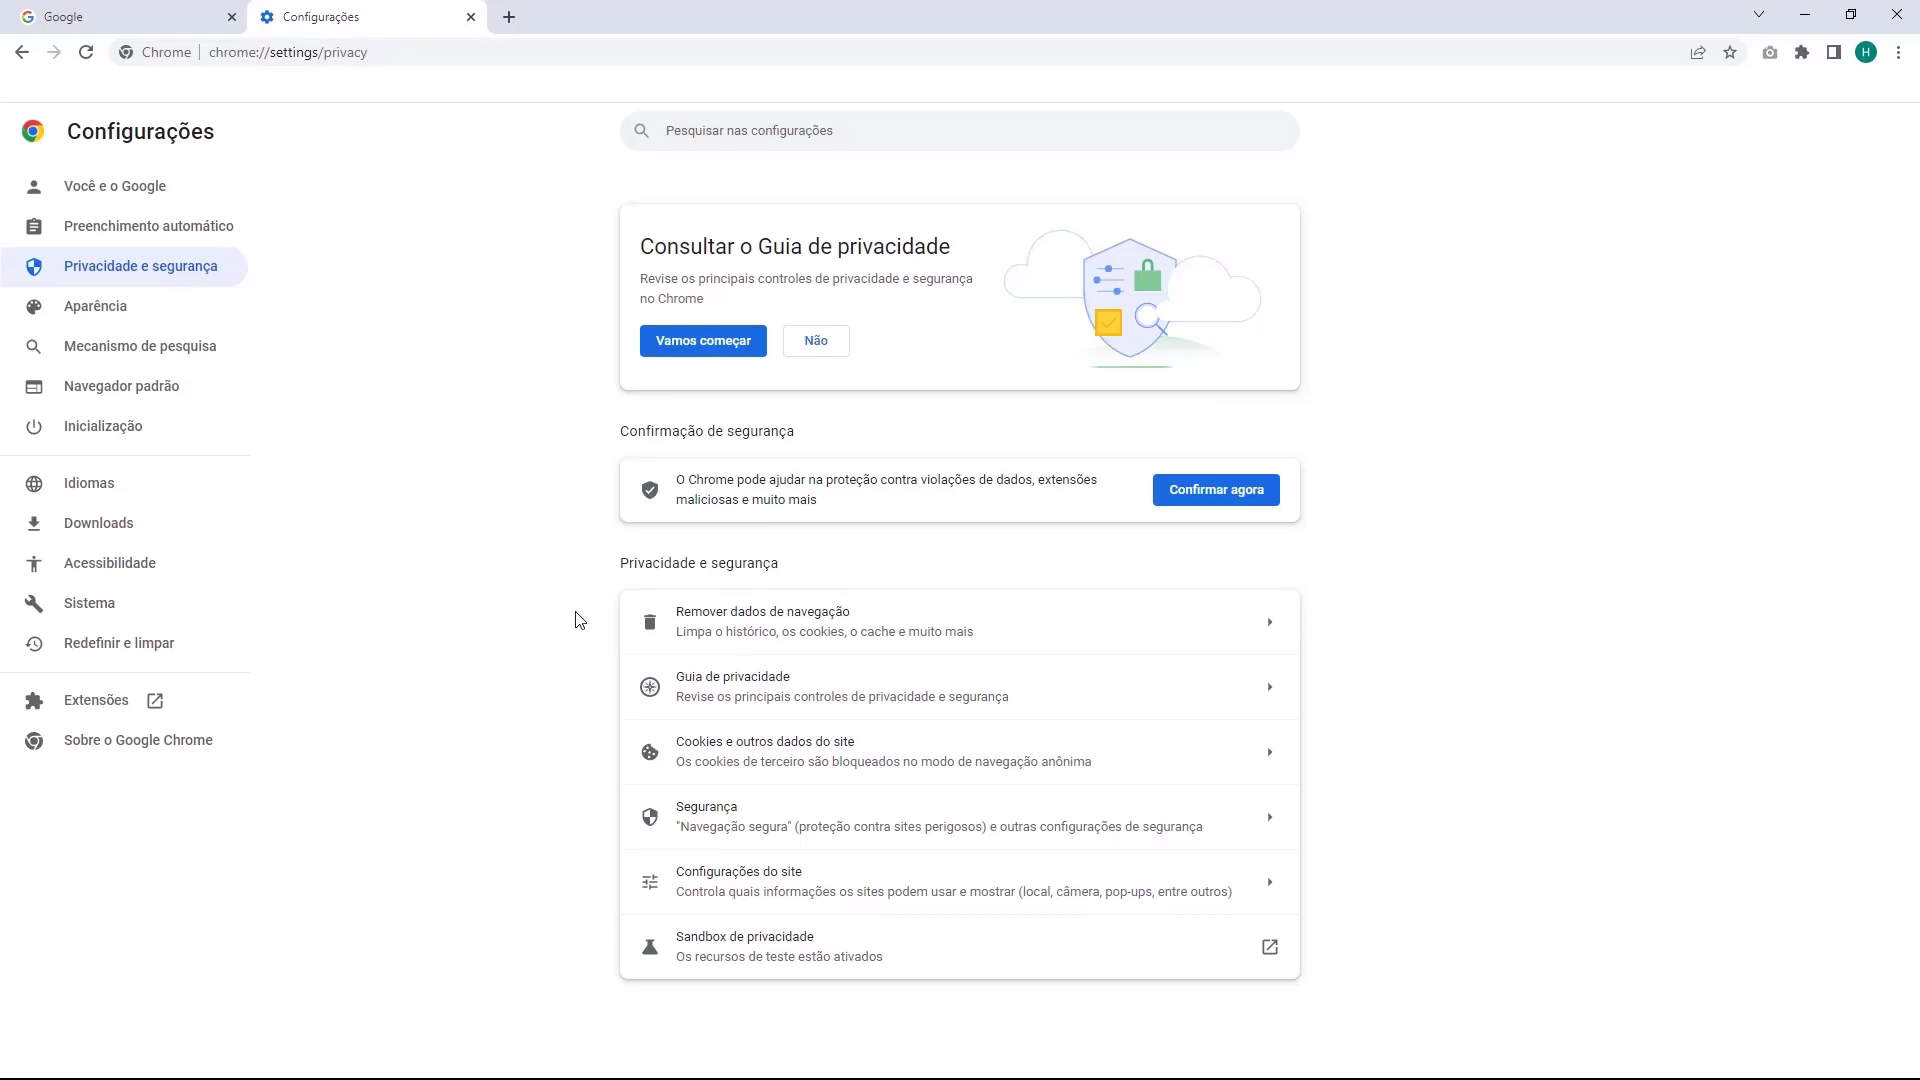 Google
Configurações
Chrome
chrome://settings/privacy
H
Configurações
Pesquisar nas configurações
Você e o Google
Preenchimento automático
Privacidade e segurança
Aparência
Mecanismo de pesquisa
Navegador padrão
Inicialização
Idiomas
Downloads
Acessibilidade
Sistema
Redefinir e limpar
Extensões
Sobre o Google Chrome
Consultar o Guia de privacidade
Revise os principais controles de privacidade e segurança
no Chrome
Vamos começar
Não
Confirmação de segurança
O Chrome pode ajudar na proteção contra violações de dados, extensões
maliciosas e muito mais
Confirmar agora
Privacidade e segurança
Remover dados de navegação
Limpa o histórico, os cookies, o cache e muito mais
Guia de privacidade
Revise os principais controles de privacidade e segurança
Cookies e outros dados do site
Os cookies de terceiro são bloqueados no modo de navegação anônima
Segurança
"Navegação segura" (proteção contra sites perigosos) e outras configurações de segurança
Configurações do site
Controla quais informações os sites podem usar e mostrar (local, câmera, pop-ups, entre outros)
Sandbox de privacidade
Os recursos de teste estão ativados